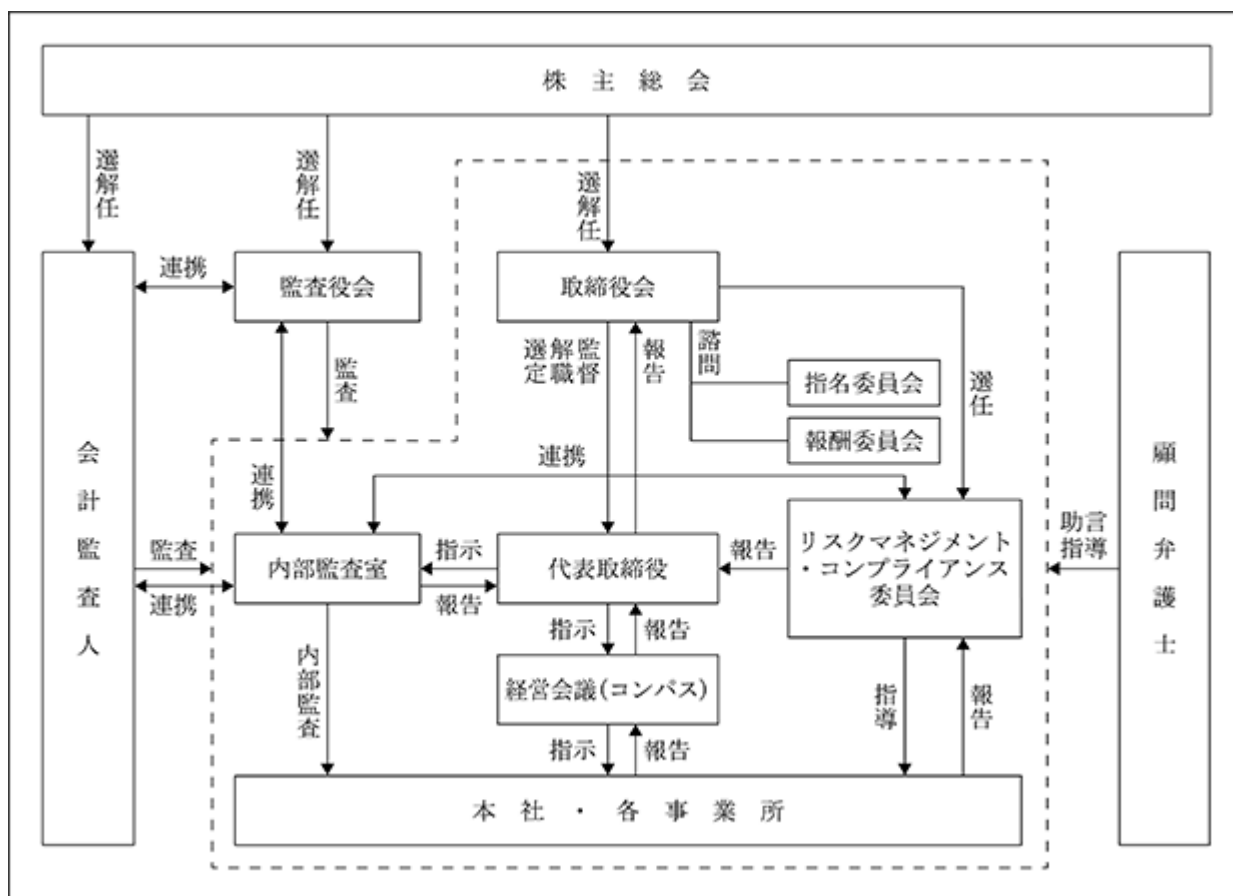 株主総会
選解任
選解任
選解任
連携
監査役会
取締役会
監査
選定
解職
監督
報告
諮問
指名委員会
報酬委員会
選任
連携
連携
会計監査人
監査
連携
内部監査室
指示
報告
代表取締役
報告
リスクマネジメント
・コンプライアンス
委員会
助言
指導
顧問弁護士
指示
報告
経営会議(コンパス)
内部監査
指示
報告
指導
報告
本社・各事業所